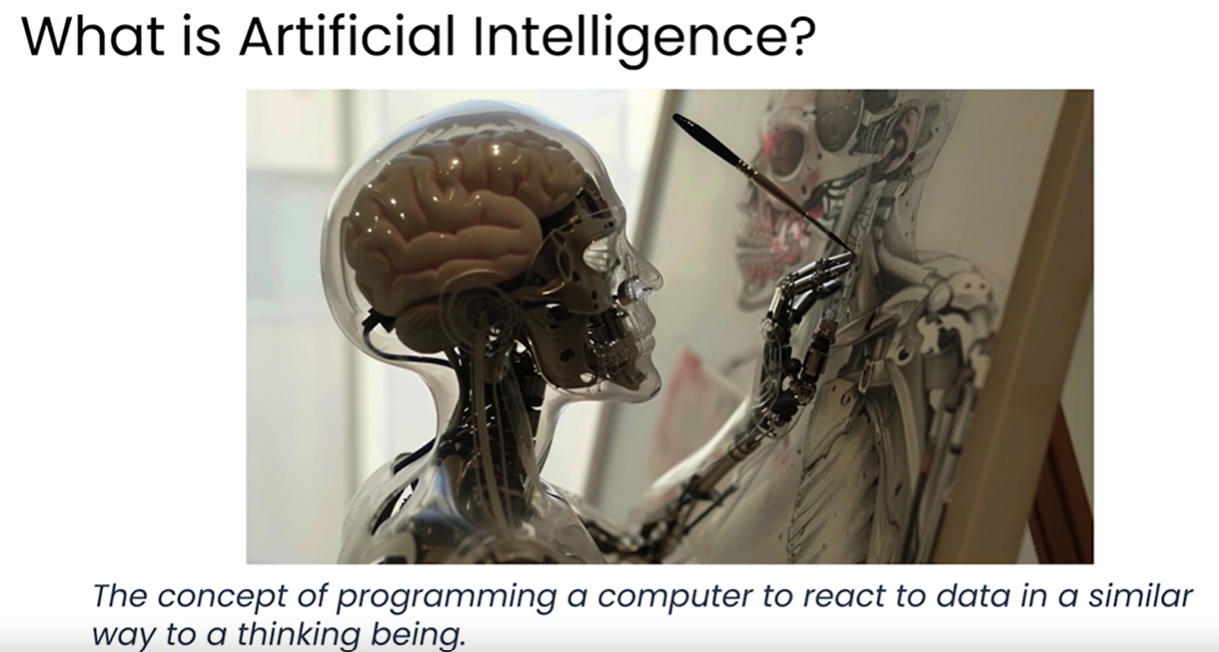 What is Artificial Intelligence?
The concept of programming a computer to react to data in a similar
way to a thinking being.